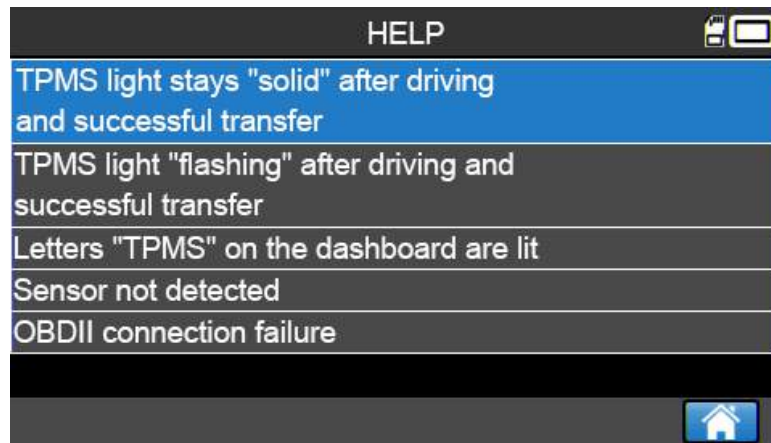 HELP
TPMS light stays "solid" after driving
and successful transfer
TPMS light "flashing" after driving and
successful transfer
Letters "TPMS" on the dashboard are lit
Sensor not detected
OBDII connection failure